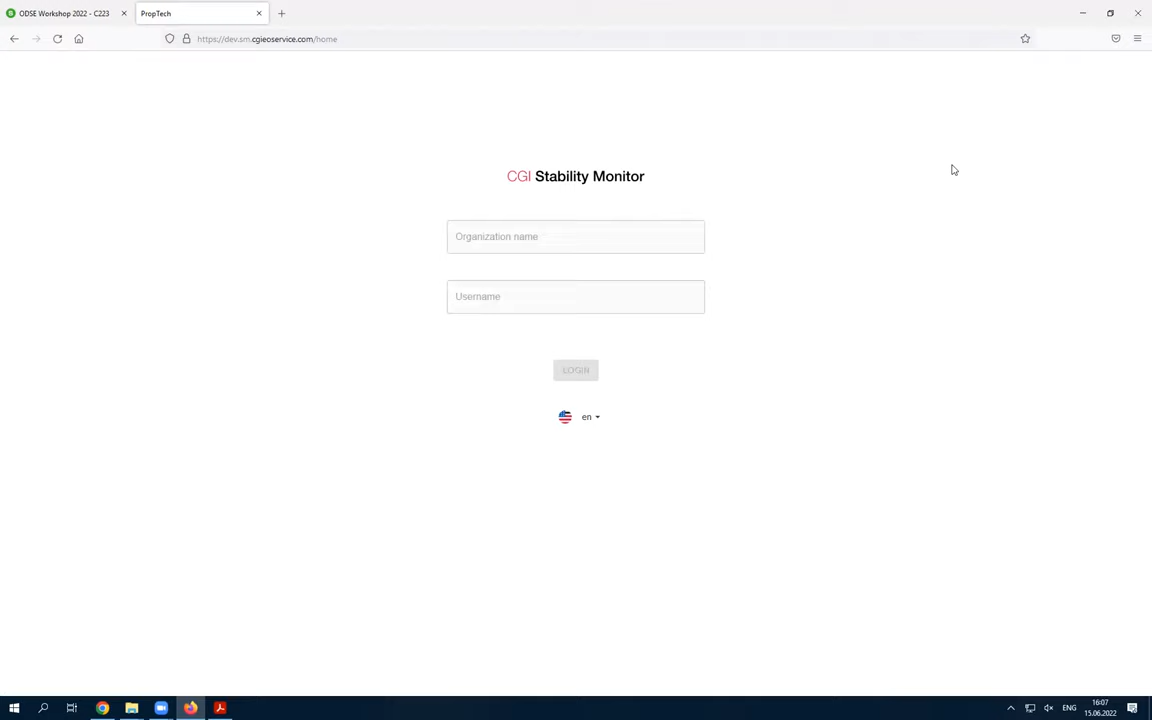 ODSE Workshop 2022 - C223
PropTech
https://dev.sm.cgieoservice.com/home
CGI Stability Monitor
Organization name
Username
LOGIN
en
ENG
16:07
15.06.2022